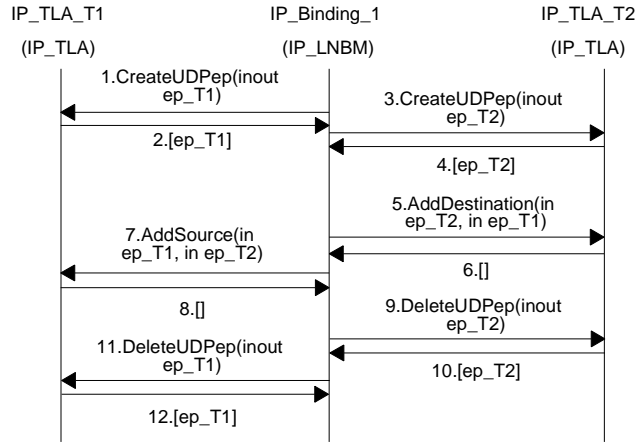 IP_TLA_T1 IP_Binding_1 IP_TLA_T2
(IP_TLA) (IP_LNBM) (IP_TLA)
1.CreateUDPep(inout
ep_T1)
3.CreateUDPep(inout
ep_T2)
2.[ep_T1]
4.[ep_T2]
5.AddDestination(in
ep_T2, in ep_T1)
7.AddSource(in
ep_T1, in ep_T2)
6.[]
8.[]
9.DeleteUDPep(inout
ep_T2)
11.DeleteUDPep(inout
ep_T1)
10.[ep_T2]
12.[ep_T1]